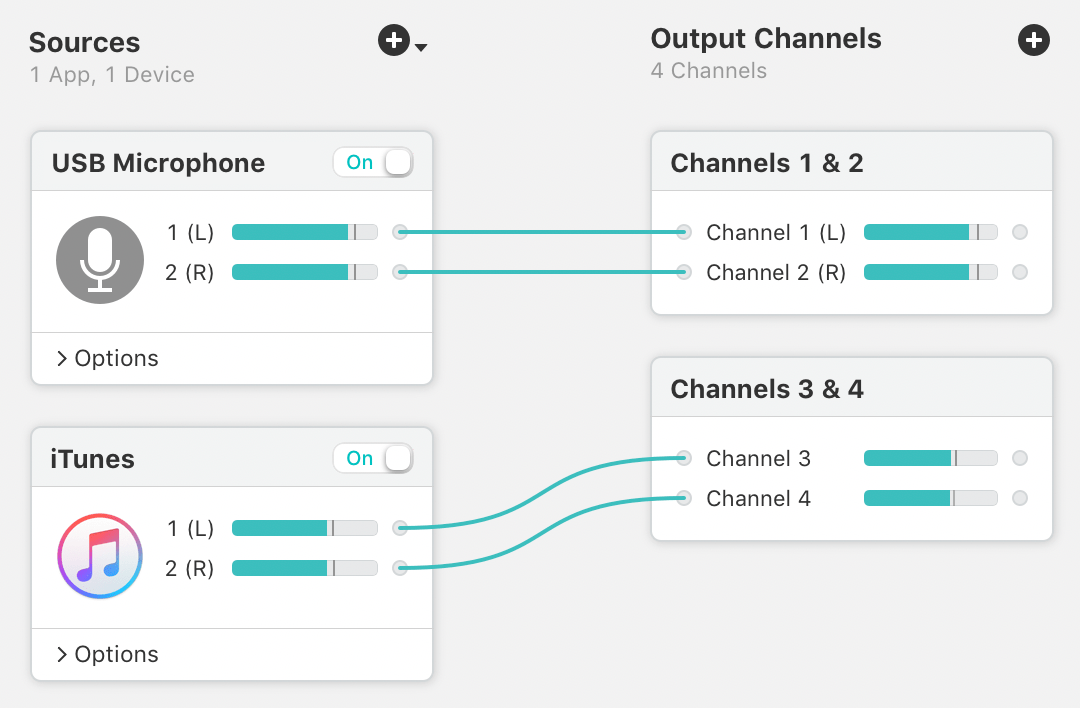 Sources
1 App, 1 Device
USB Microphone
On
1 (L)
2 (R)
Options
iTunes
On
1 (L)
2 (R)
Options
Output Channels
4 Channels
Channels 1 & 2
Channel 1 (L)
Channel 2 (R)
Channels 3 & 4
Channel 3
Channel 4